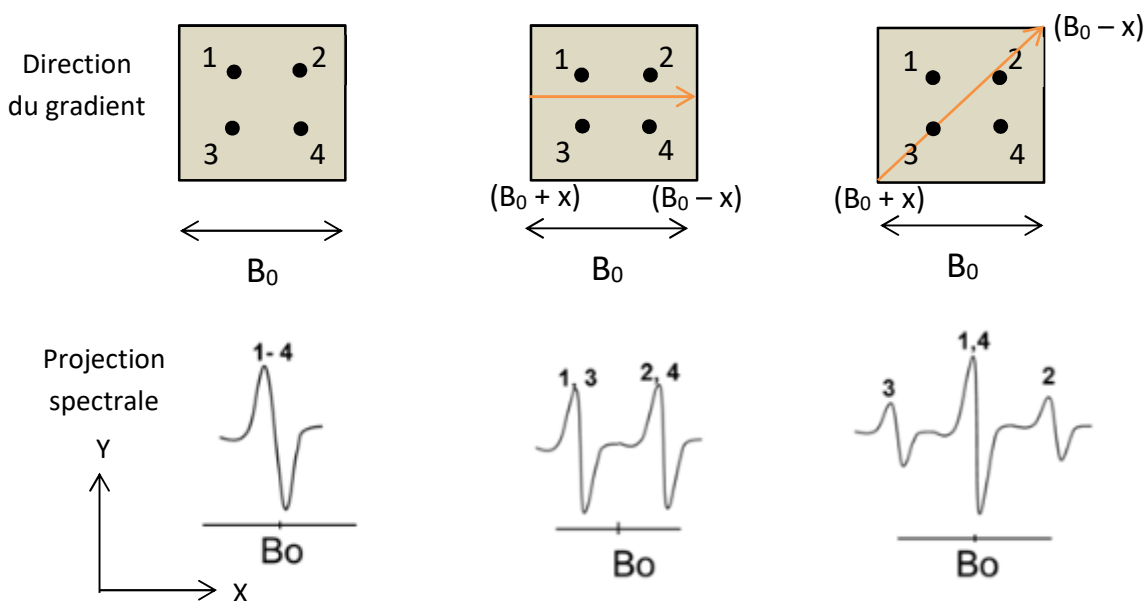 Direction
du gradient
1 2
3 4
B₀
1 2
3 4
(B₀ + x) (B₀ – x)
B₀
(B₀ – x)
1 2
3 4
(B₀ + x)
B₀
Projection
spectrale
Y
X
1- 4
Bo
1, 3 2, 4
Bo
3 1,4 2
Bo